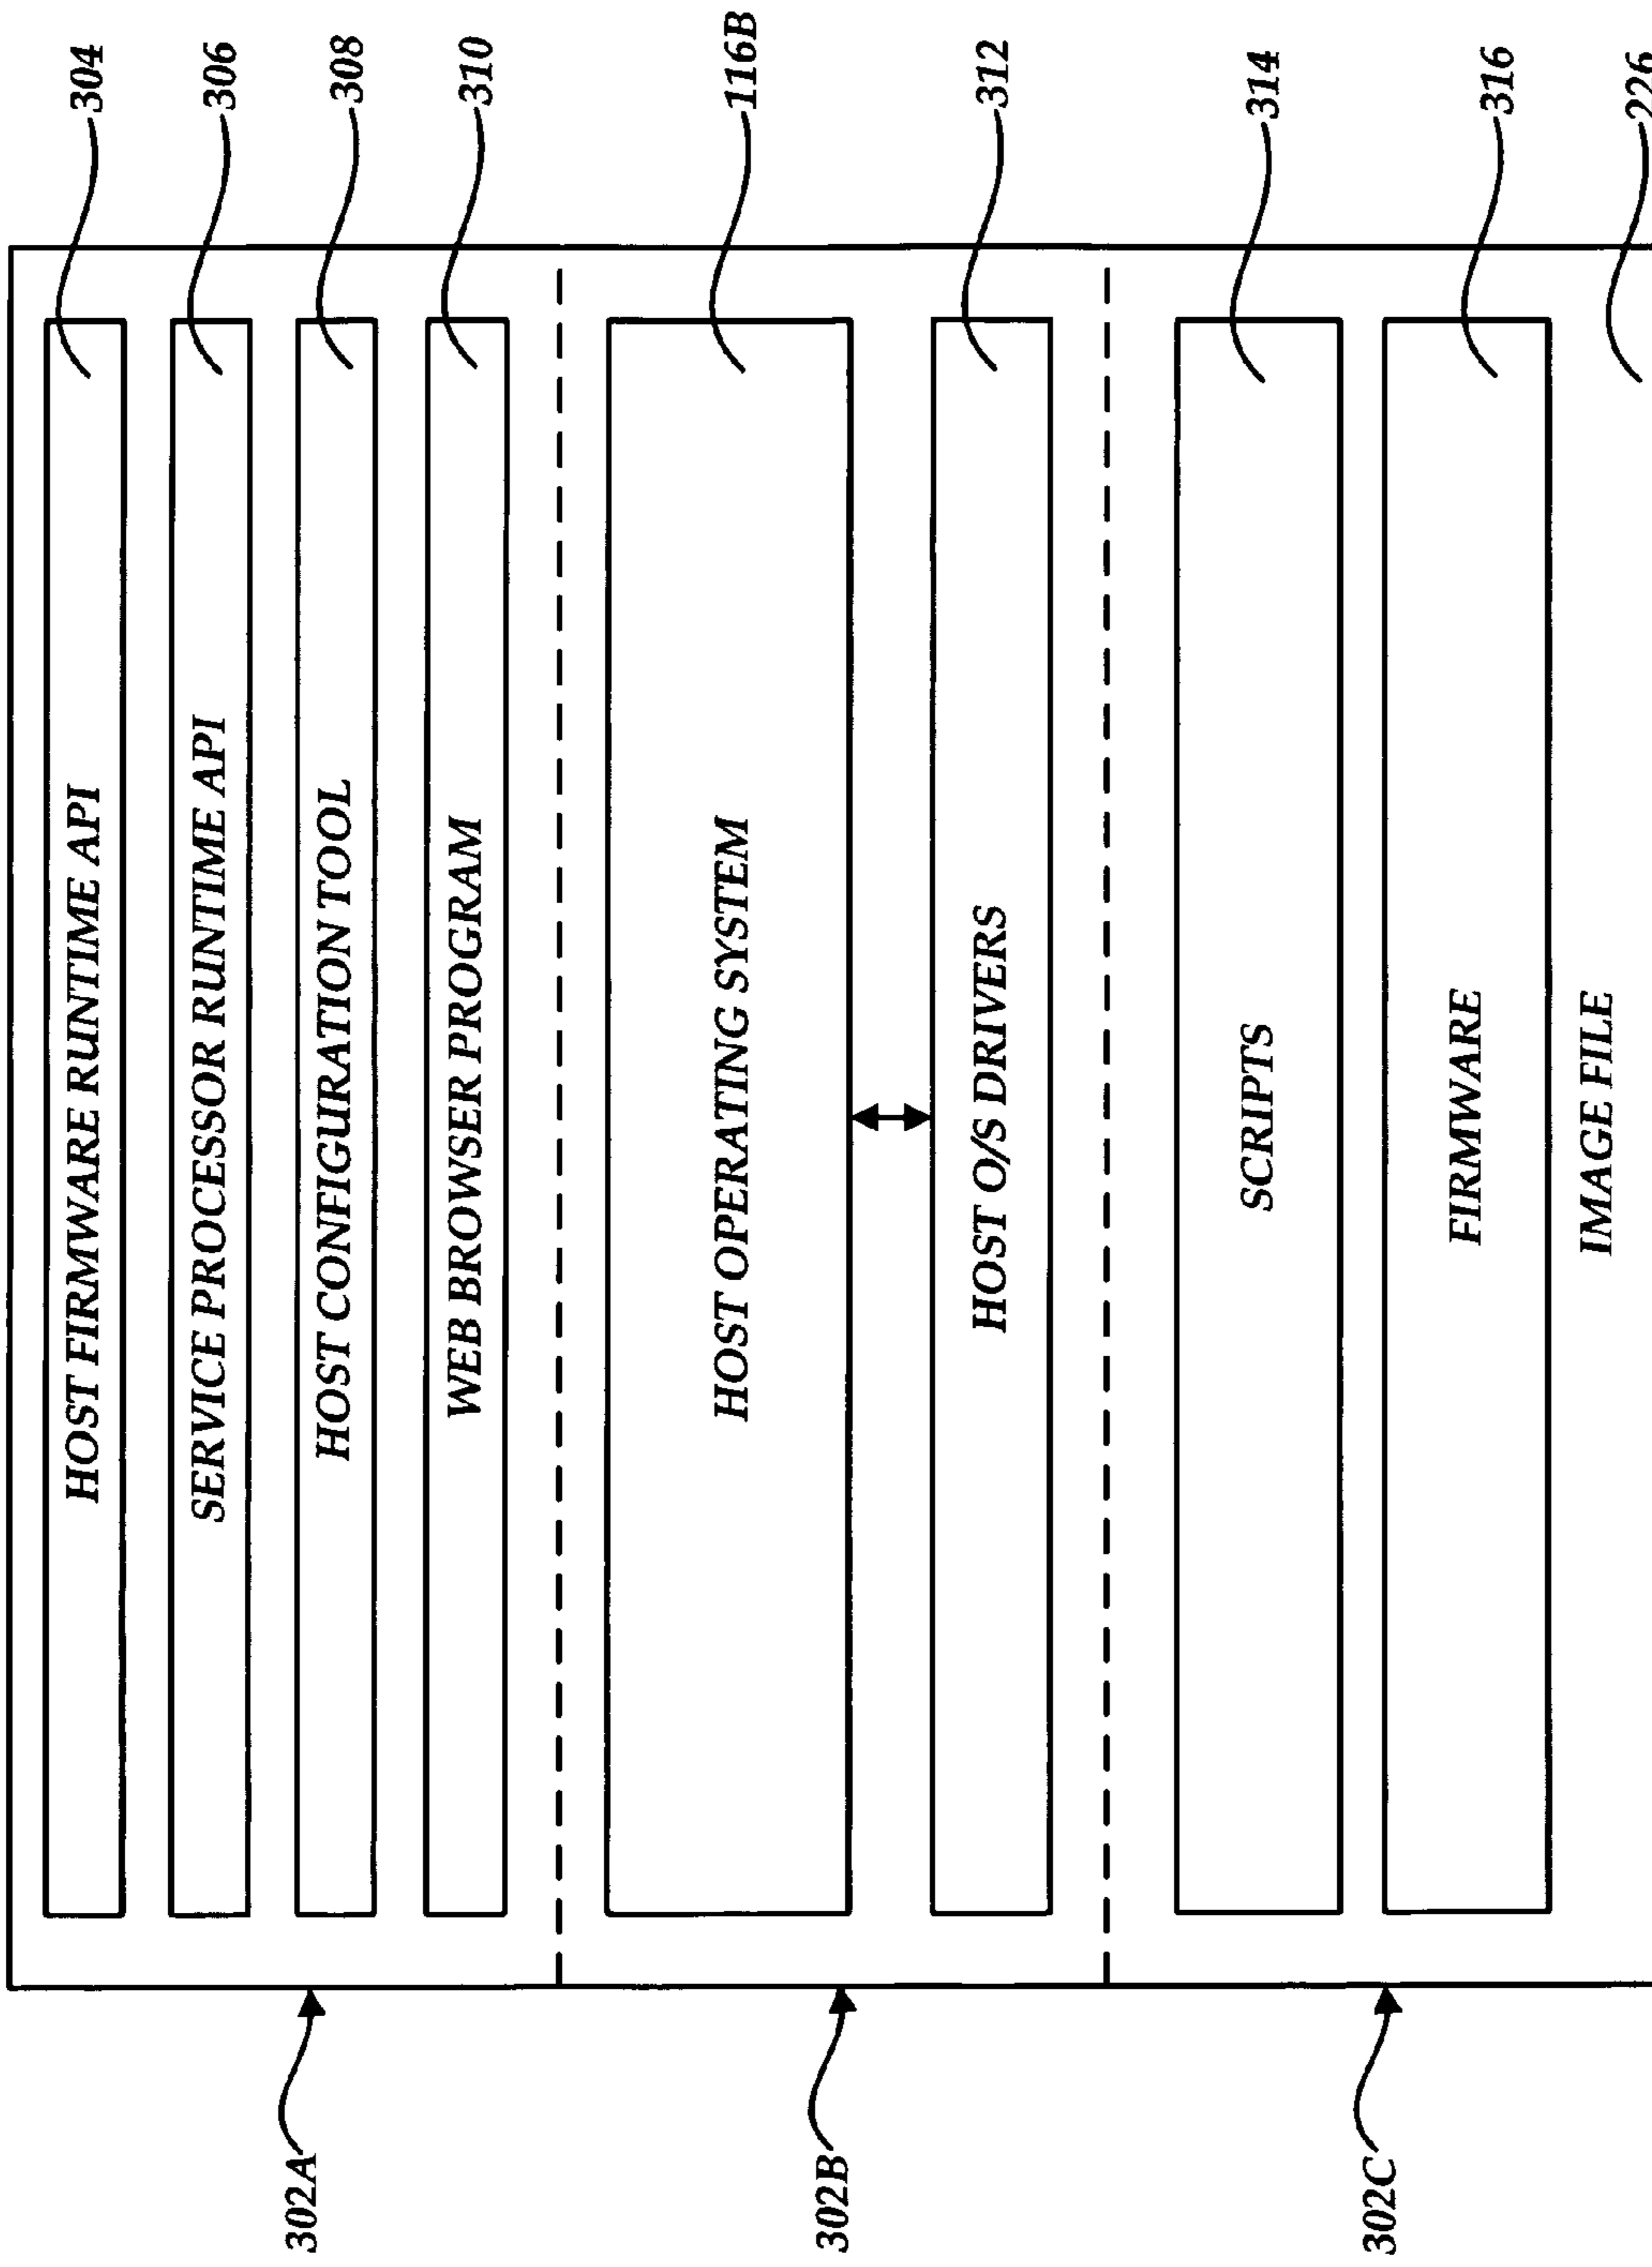 302A
302B
302C
HOST FIRMWARE RUNTIME API
304
SERVICE PROCESSOR RUNTIME API
306
HOST CONFIGURATION TOOL
308
WEB BROWSER PROGRAM
310
HOST OPERATING SYSTEM
116B
HOST O/S DRIVERS
312
SCRIPTS
314
FIRMWARE
316
IMAGE FILE
226